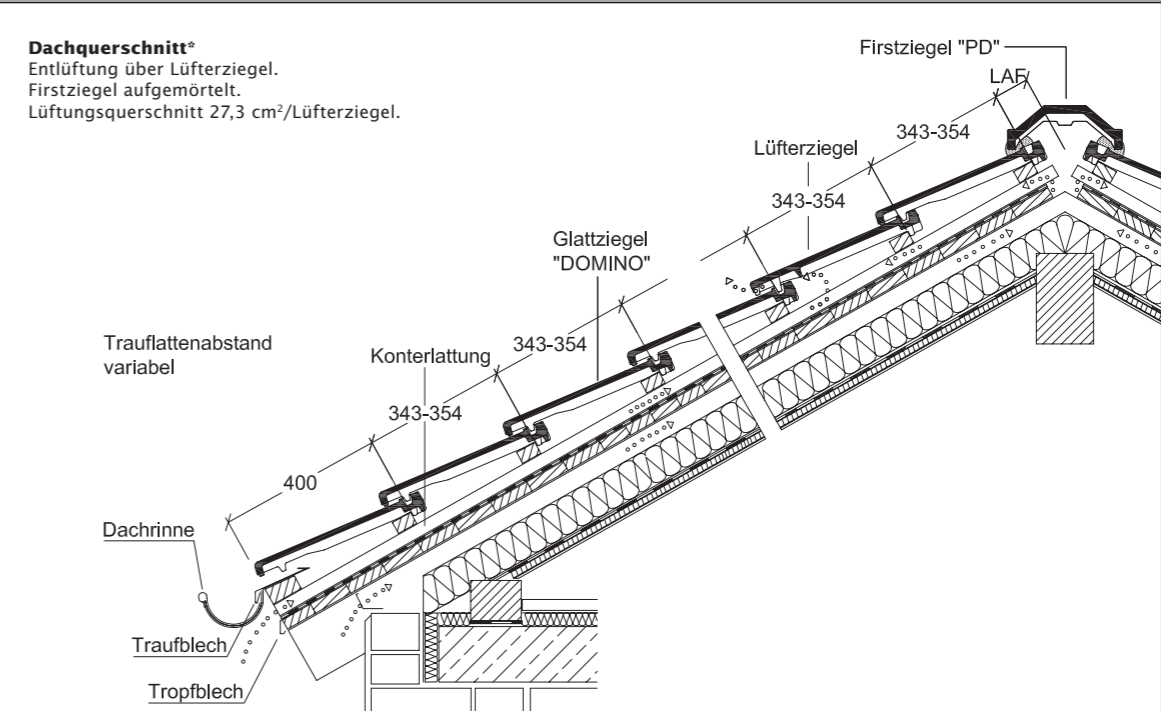 Dachquerschnitt*
Entlüftung über Lüfterziegel.
Firstziegel aufgemörtelt.
Lüftungsquerschnitt 27,3 cm²/Lüfterziegel.
Firstziegel "PD"
LAF
343-354
Lüfterziegel
343-354
Glattziegel
"DOMINO"
Trauflattenabstand
variabel
Konterlattung
343-354
343-354
400
Dachrinne
Traufblech
Tropfblech